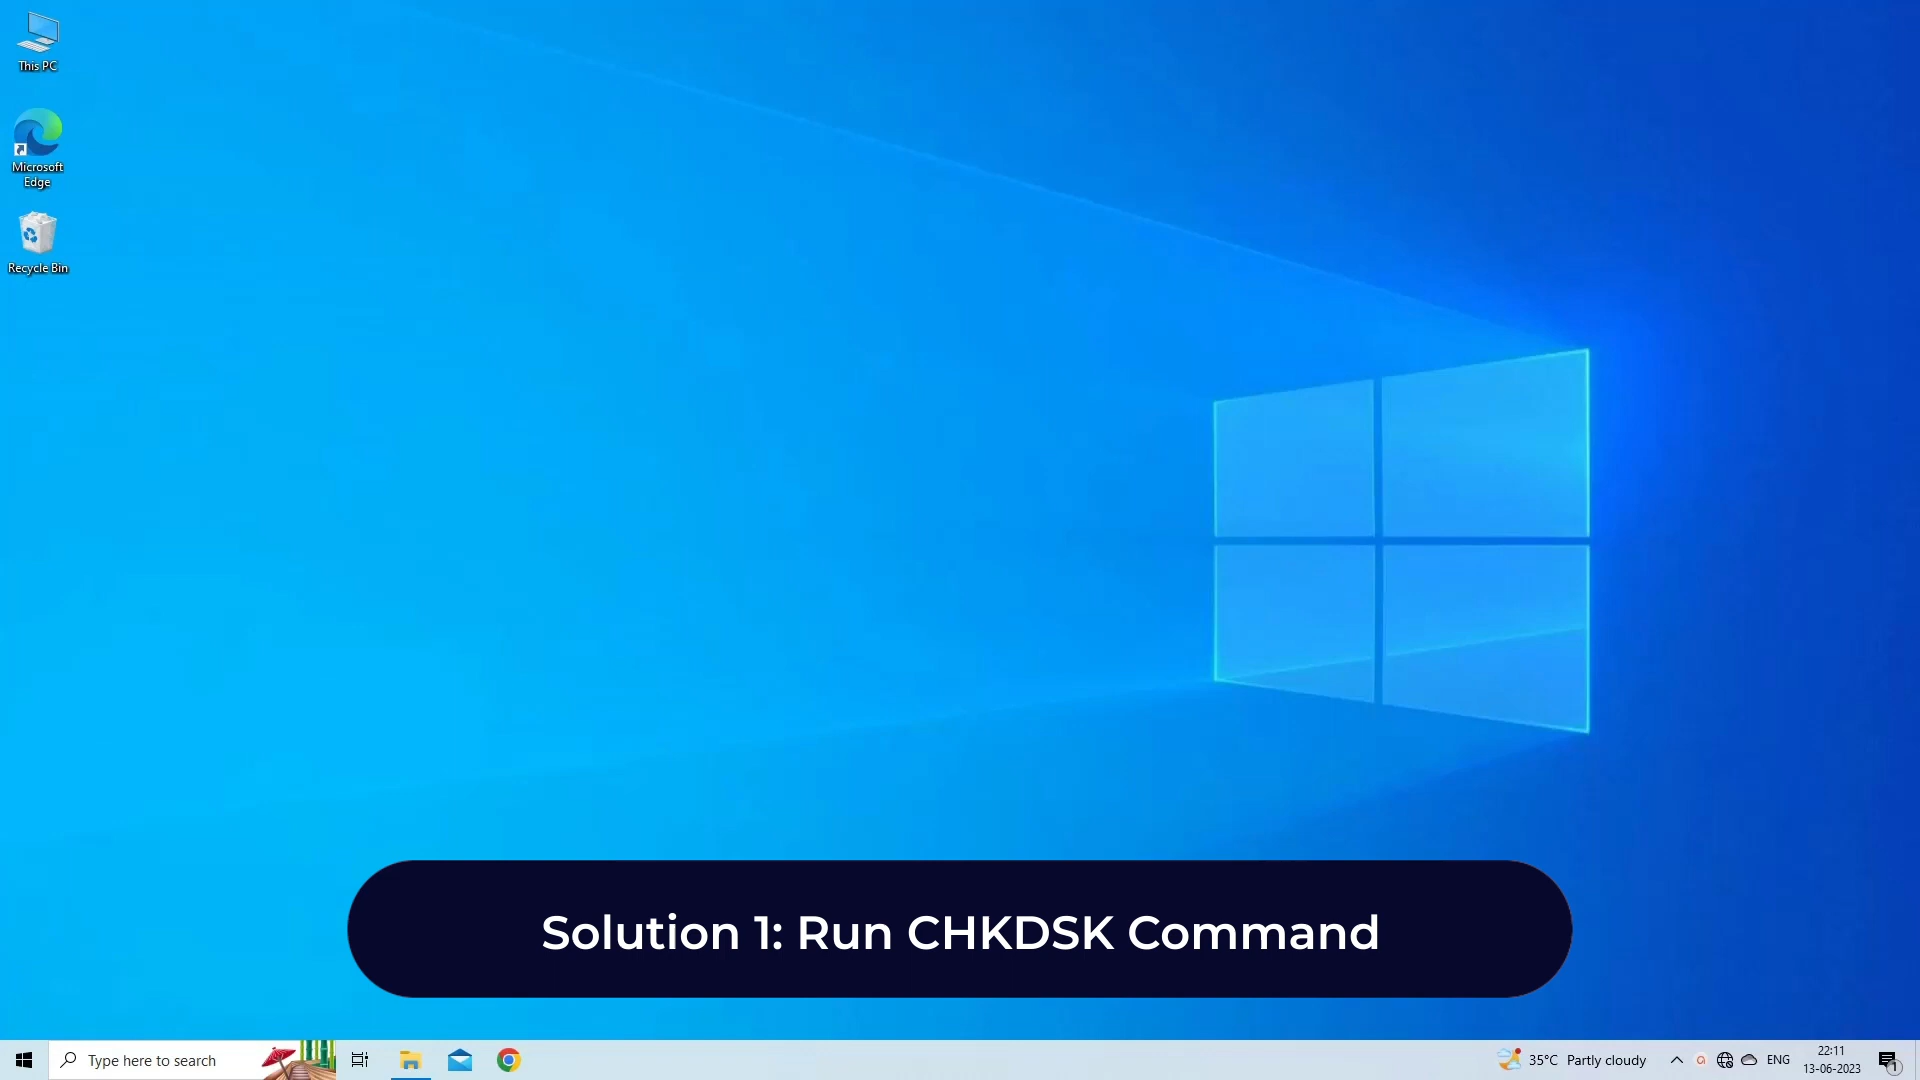 This PC
Microsoft
Edge
Recycle Bin
Solution 1: Run CHKDSK Command
Type here to search
35°C Partly cloudy
ENG
22:11
13-06-2023
1